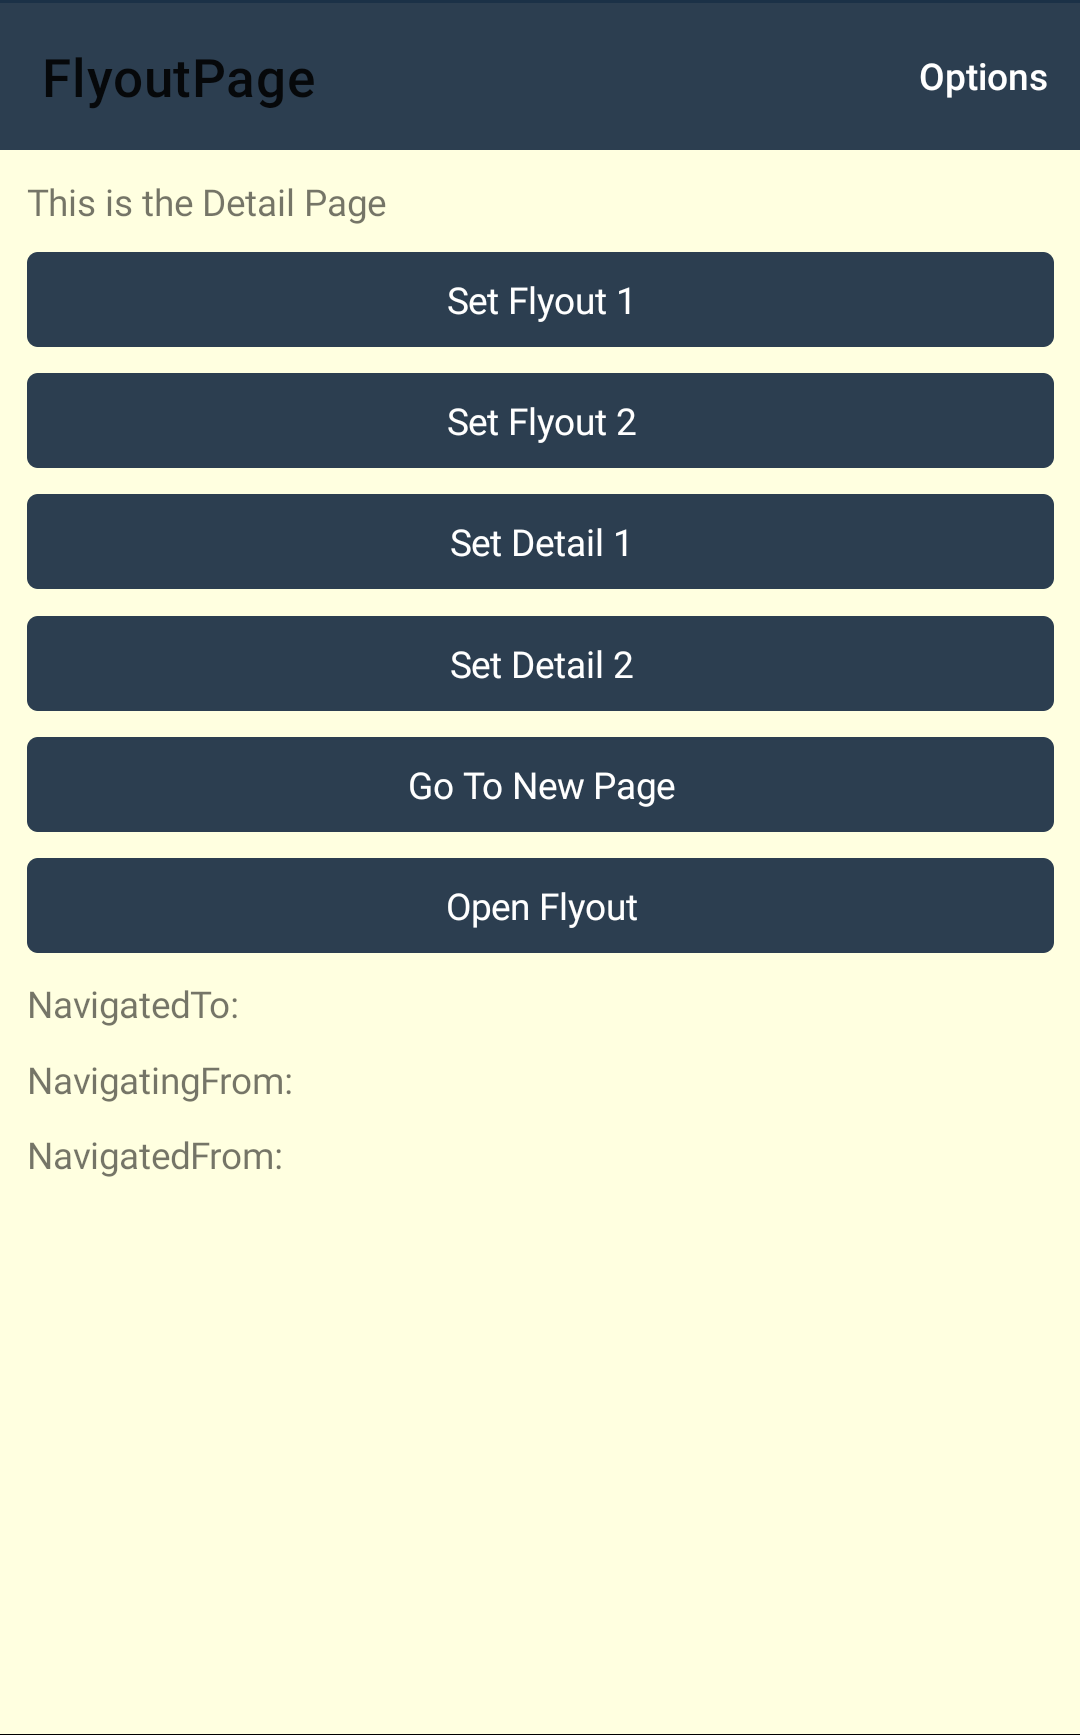 FlyoutPage
Options
This is the Detail Page
Set Flyout 1
Set Flyout 2
Set Detail 1
Set Detail 2
Go To New Page
Open Flyout
NavigatedTo:
NavigatingFrom:
NavigatedFrom: